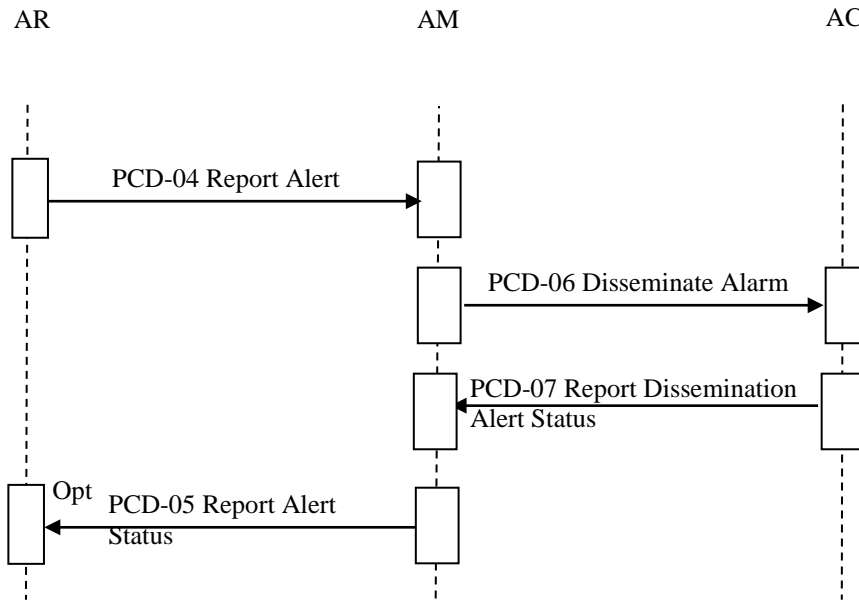 AR
AM
AC
PCD-04 Report Alert
PCD-06 Disseminate Alarm
PCD-07 Report Dissemination
Alert Status
Opt
PCD-05 Report Alert
Status